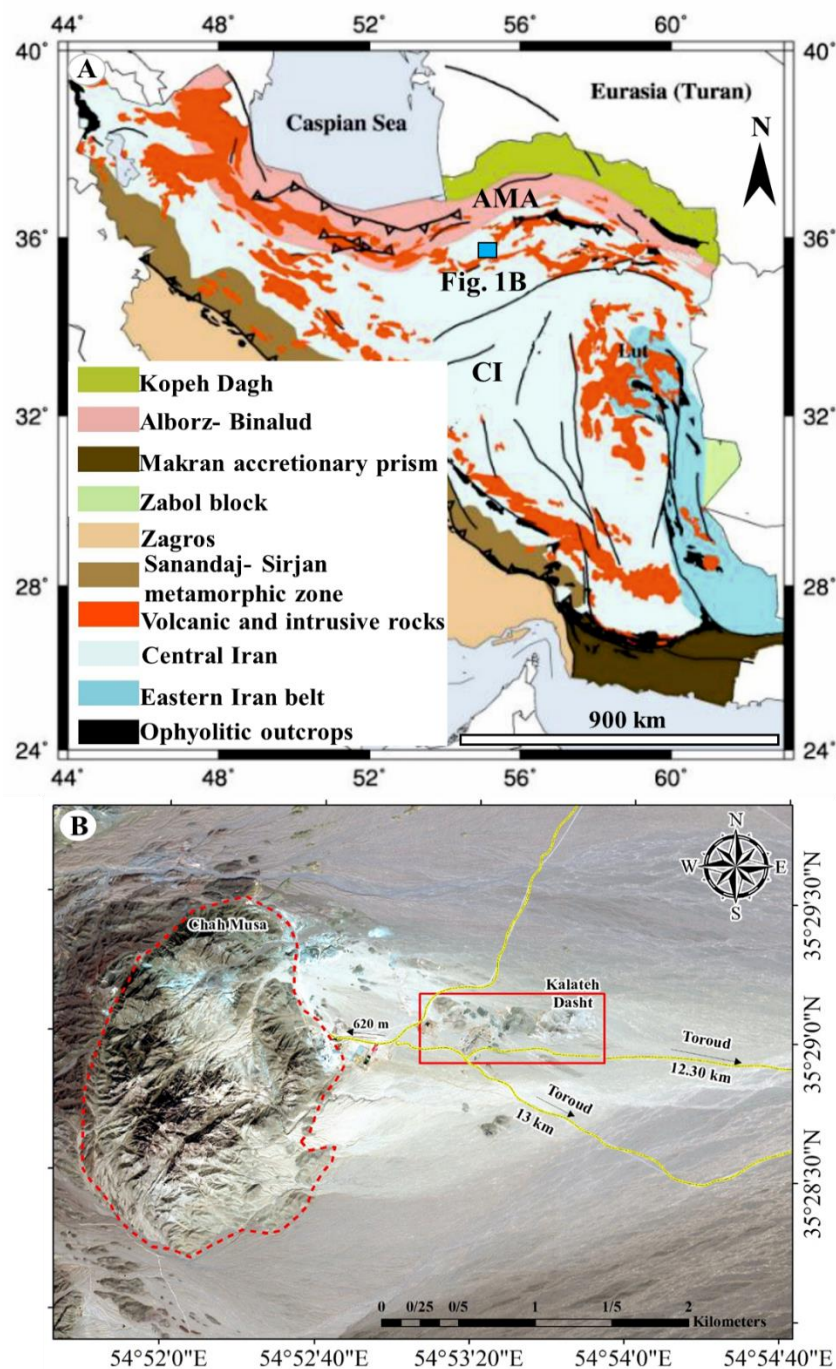 44° 48° 52° 56° 60°
40° 40°
A
Eurasia (Turan)
Caspian Sea
N
AMA
36° 36°
Fig. 1B
Lut
CI
Kopeh Dagh
32° 32°
Alborz- Binalud
Makran accretionary prism
Zabol block
Zagros
Sanandaj- Sirjan
metamorphic zone
28° 28°
Volcanic and intrusive rocks
Central Iran
Eastern Iran belt
900 km
Ophyolitic outcrops
24° 24°
44° 48° 52° 56° 60°
B
N
W E
S
35°29'30"N
Chah Musa
Kalateh
Dasht
620 m
35°29'0"N
Toroud
12.30 km
Toroud
13 km
35°28'30"N
0 0/25 0/5 1 1/5 2
Kilometers
54°52'0"E 54°52'40"E 54°53'20"E 54°54'0"E 54°54'40"E